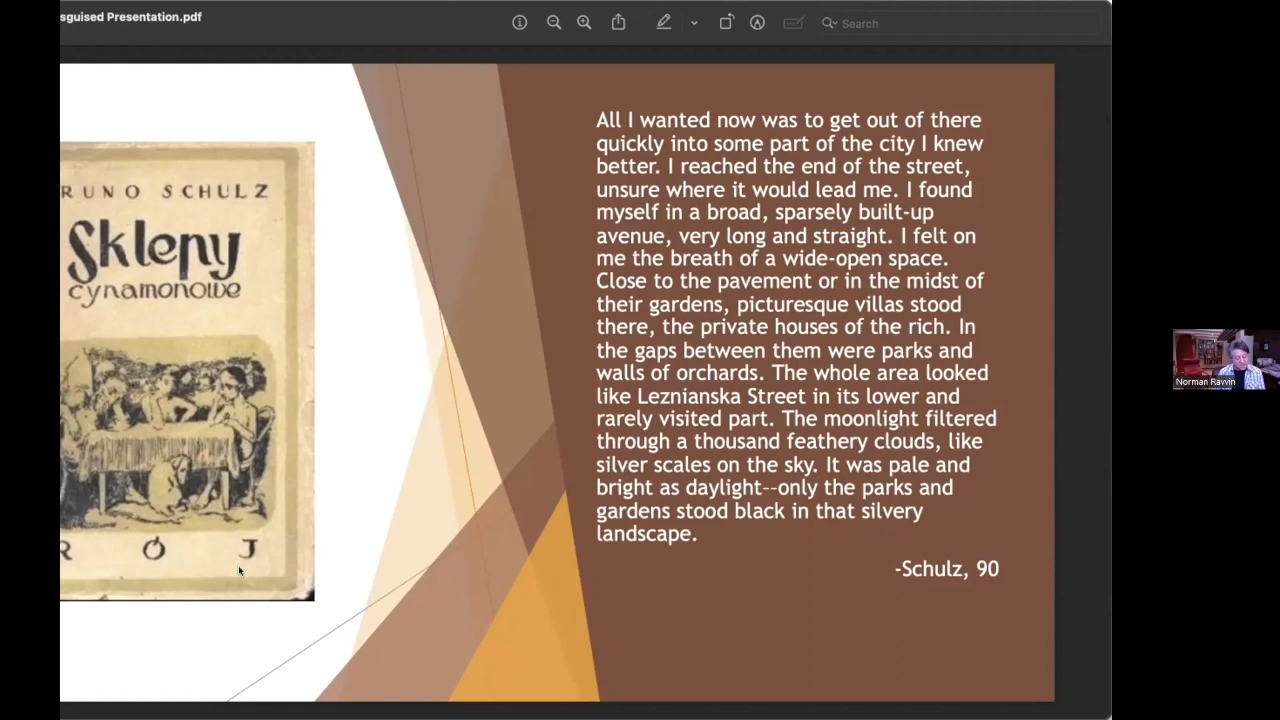 sguised Presentation.pdf
Search
RUNO SCHULZ
Sklepy
cynamonowe
R Ó J
All I wanted now was to get out of there
quickly into some part of the city I knew
better. I reached the end of the street,
unsure where it would lead me. I found
myself in a broad, sparsely built-up
avenue, very long and straight. I felt on
me the breath of a wide-open space.
Close to the pavement or in the midst of
their gardens, picturesque villas stood
there, the private houses of the rich. In
the gaps between them were parks and
walls of orchards. The whole area looked
like Leznianska Street in its lower and
rarely visited part. The moonlight filtered
through a thousand feathery clouds, like
silver scales on the sky. It was pale and
bright as daylight--only the parks and
gardens stood black in that silvery
landscape.
-Schulz, 90
Norman Ravvin